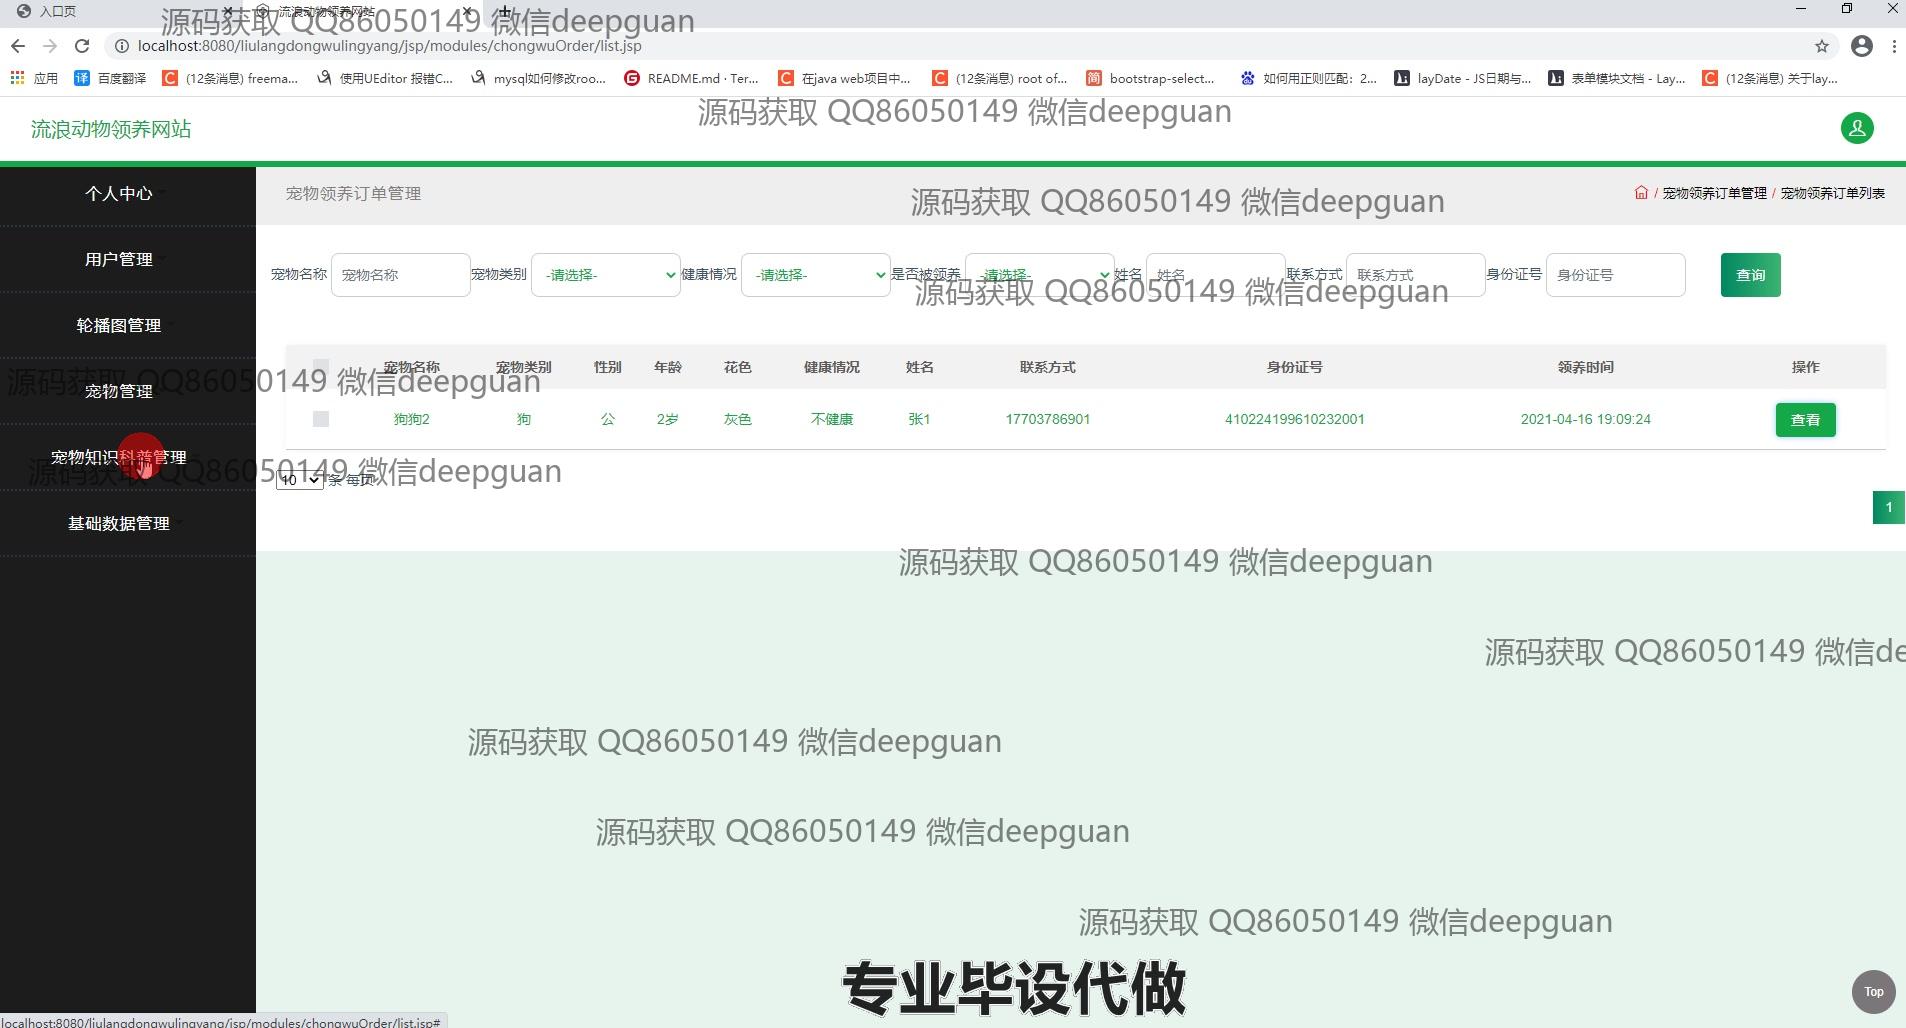 入口页
流浪动物领养网站
源码获取 QQ86050149 微信deepguan
localhost:8080/liulangdongwulingyang/jsp/modules/chongwuOrder/list.jsp
应用 百度翻译 (12条消息) freema... 使用UEditor 报错C... mysql如何修改roo... README.md · Ter... 在java web项目中... (12条消息) root of... bootstrap-select... 如何用正则匹配：2... layDate - JS日期与... 表单模块文档 - Lay... (12条消息) 关于lay...
源码获取 QQ86050149 微信deepguan
流浪动物领养网站
个人中心
用户管理
轮播图管理
宠物管理
宠物知识科普管理
基础数据管理
宠物领养订单管理
源码获取 QQ86050149 微信deepguan
/ 宠物领养订单管理 / 宠物领养订单列表
宠物名称 宠物名称 宠物类别 -请选择- 健康情况 -请选择- 是否被领养 -请选择- 姓名 姓名 联系方式 联系方式 身份证号 身份证号 查询
源码获取 QQ86050149 微信deepguan
宠物名称 宠物类别 性别 年龄 花色 健康情况 姓名 联系方式 身份证号 领养时间 操作
源码获取 QQ86050149 微信deepguan
狗狗2 狗 公 2岁 灰色 不健康 张1 17703786901 410224199610232001 2021-04-16 19:09:24 查看
源码获取 QQ86050149 微信deepguan
10 条 每页
1
源码获取 QQ86050149 微信deepguan
源码获取 QQ86050149 微信de
源码获取 QQ86050149 微信deepguan
源码获取 QQ86050149 微信deepguan
源码获取 QQ86050149 微信deepguan
专业毕设代做
Top
localhost:8080/liulangdongwulingyang/jsp/modules/chongwuOrder/list.jsp#